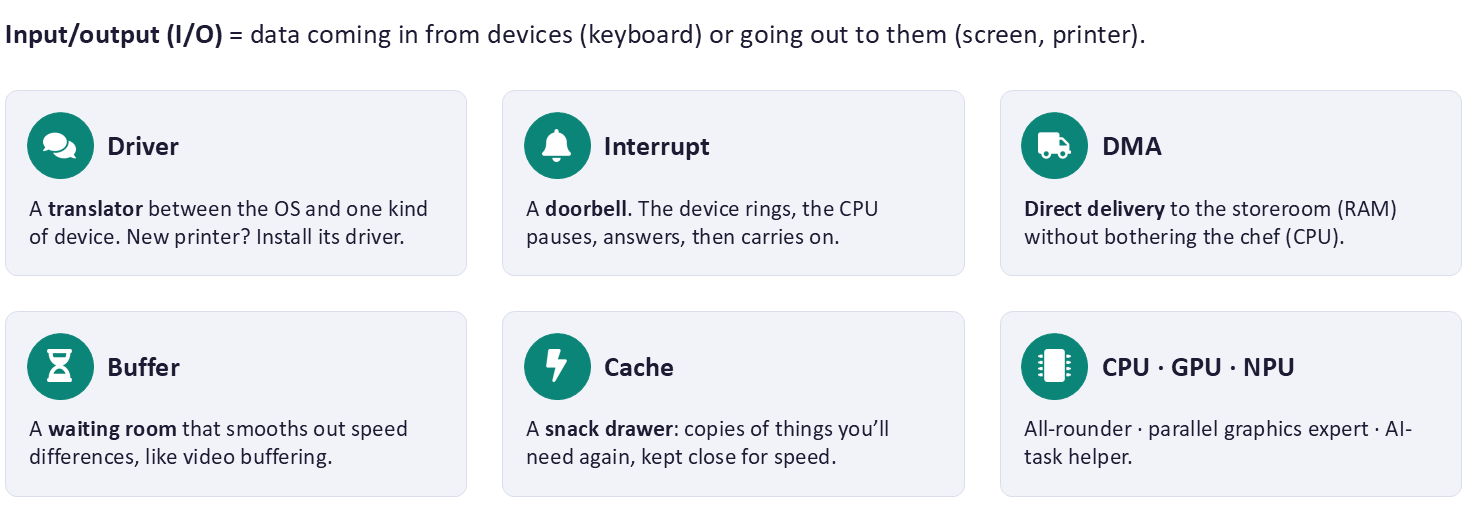 Input/output (I/O) = data coming in from devices (keyboard) or going out to them (screen, printer).
Driver
A translator between the OS and one kind
of device. New printer? Install its driver.
Interrupt
A doorbell. The device rings, the CPU
pauses, answers, then carries on.
DMA
Direct delivery to the storeroom (RAM)
without bothering the chef (CPU).
Buffer
A waiting room that smooths out speed
differences, like video buffering.
Cache
A snack drawer: copies of things you’ll
need again, kept close for speed.
CPU · GPU · NPU
All-rounder · parallel graphics expert · AI-
task helper.